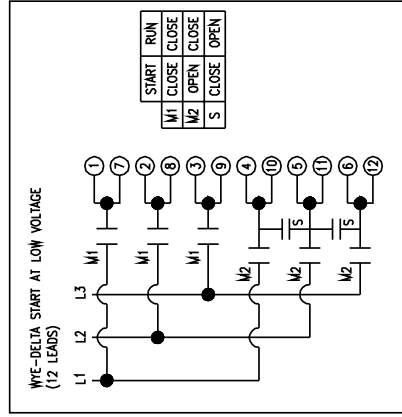 WYE-DELTA START AT LOW VOLTAGE
(12 LEADS)
L1 L2 L3
M1
M1
M1
M2
M2
M2
S
S
1
7
2
8
3
9
4
10
5
11
6
12
START RUN
M1 CLOSE CLOSE
M2 OPEN CLOSE
S CLOSE OPEN